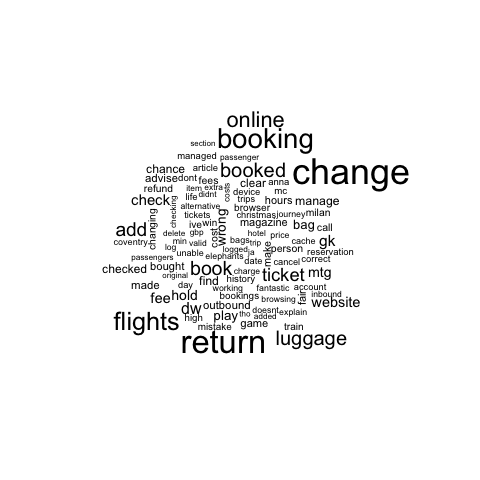 online
section
booking
managed passenger
chance article booked change
advise dont fees clear anna
refund item extra costs device mc
check life didnt trips hours manage
alternative browser
checking tickets christmas journey milan
changing ive win wrong magazine bag call
add delete gbp cost hotel price gk
coventry min valid bags trip make cache
log logged ja person reservation
passengers unable elephants date cancel correct
checked bought book charge ticket mtg
original find history
made day working fantastic account
fee hold bookings browsing fair inbound
dw outbound website
high play tho added doesnt explain
flights mistake game train
return luggage